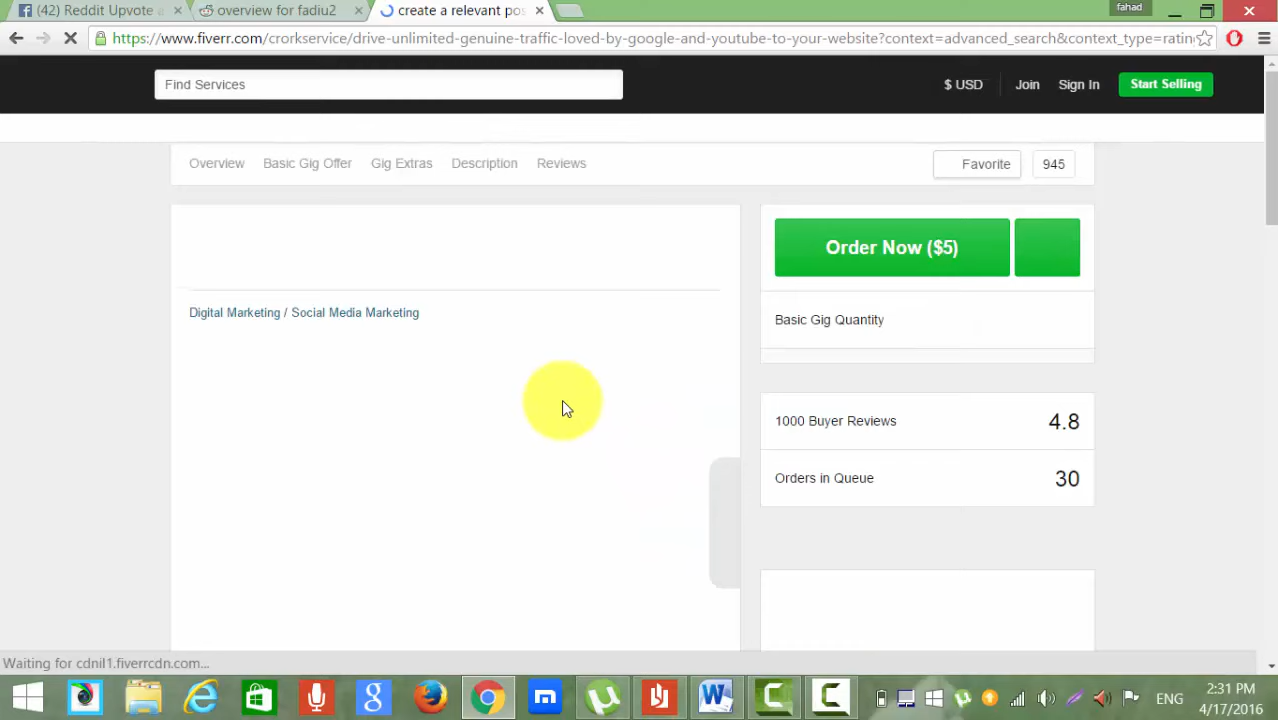 (42) Reddit Upvote a
overview for fadiu2
create a relevant pos
fahad
https://www.fiverr.com/crorkservice/drive-unlimited-genuine-traffic-loved-by-google-and-youtube-to-your-website?context=advanced_search&context_type=rating
Find Services
$ USD
Join
Sign In
Start Selling
Overview
Basic Gig Offer
Gig Extras
Description
Reviews
Favorite
945
Order Now ($5)
Digital Marketing / Social Media Marketing
Basic Gig Quantity
1000 Buyer Reviews
4.8
Orders in Queue
30
Waiting for cdnil1.fiverrcdn.com...
ENG
2:31 PM
4/17/2016